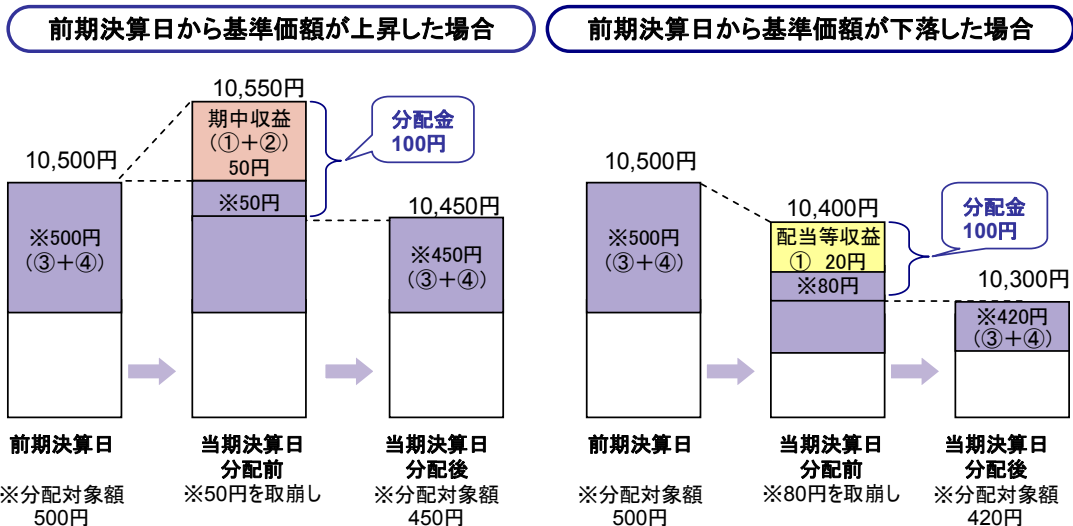 前期決算日から基準価額が上昇した場合
10,550円
期中収益
(①+②)
50円
分配金
100円
10,500円
※50円
10,450円
※500円
(③+④)
※450円
(③+④)
前期決算日
当期決算日
分配前
当期決算日
分配後
※分配対象額
500円
※50円を取崩し
※分配対象額
450円
前期決算日から基準価額が下落した場合
10,500円
10,400円
分配金
100円
※500円
(③+④)
配当等収益
① 20円
※80円
10,300円
※420円
(③+④)
前期決算日
当期決算日
分配前
当期決算日
分配後
※分配対象額
500円
※80円を取崩し
※分配対象額
420円